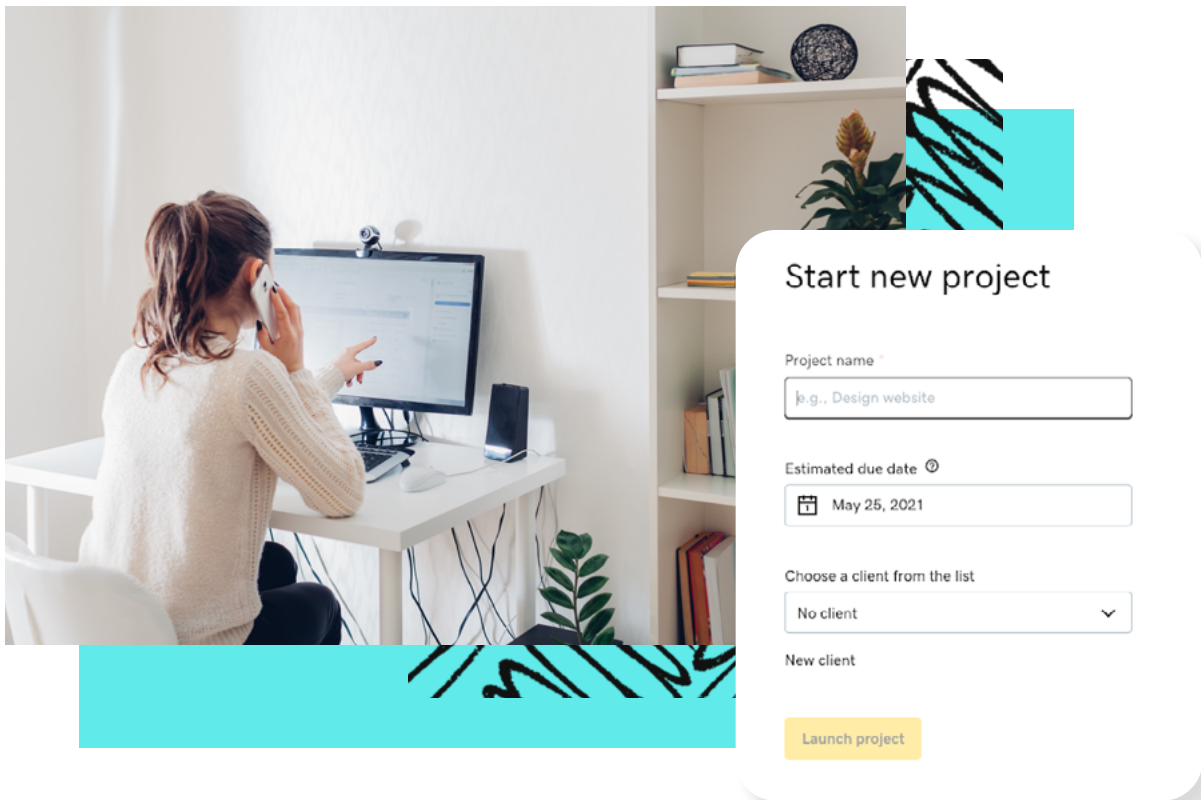 Start new project
Project name *
e.g., Design website
Estimated due date ?
May 25, 2021
Choose a client from the list
No client
New client
Launch project